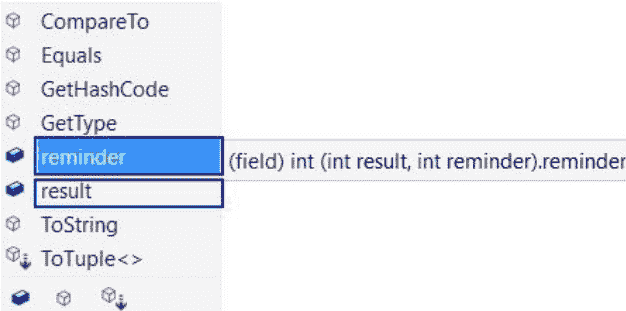 CompareTo
Equals
GetHashCode
GetType
reminder
(field) int (int result, int reminder).reminder
result
ToString
ToTuple<>